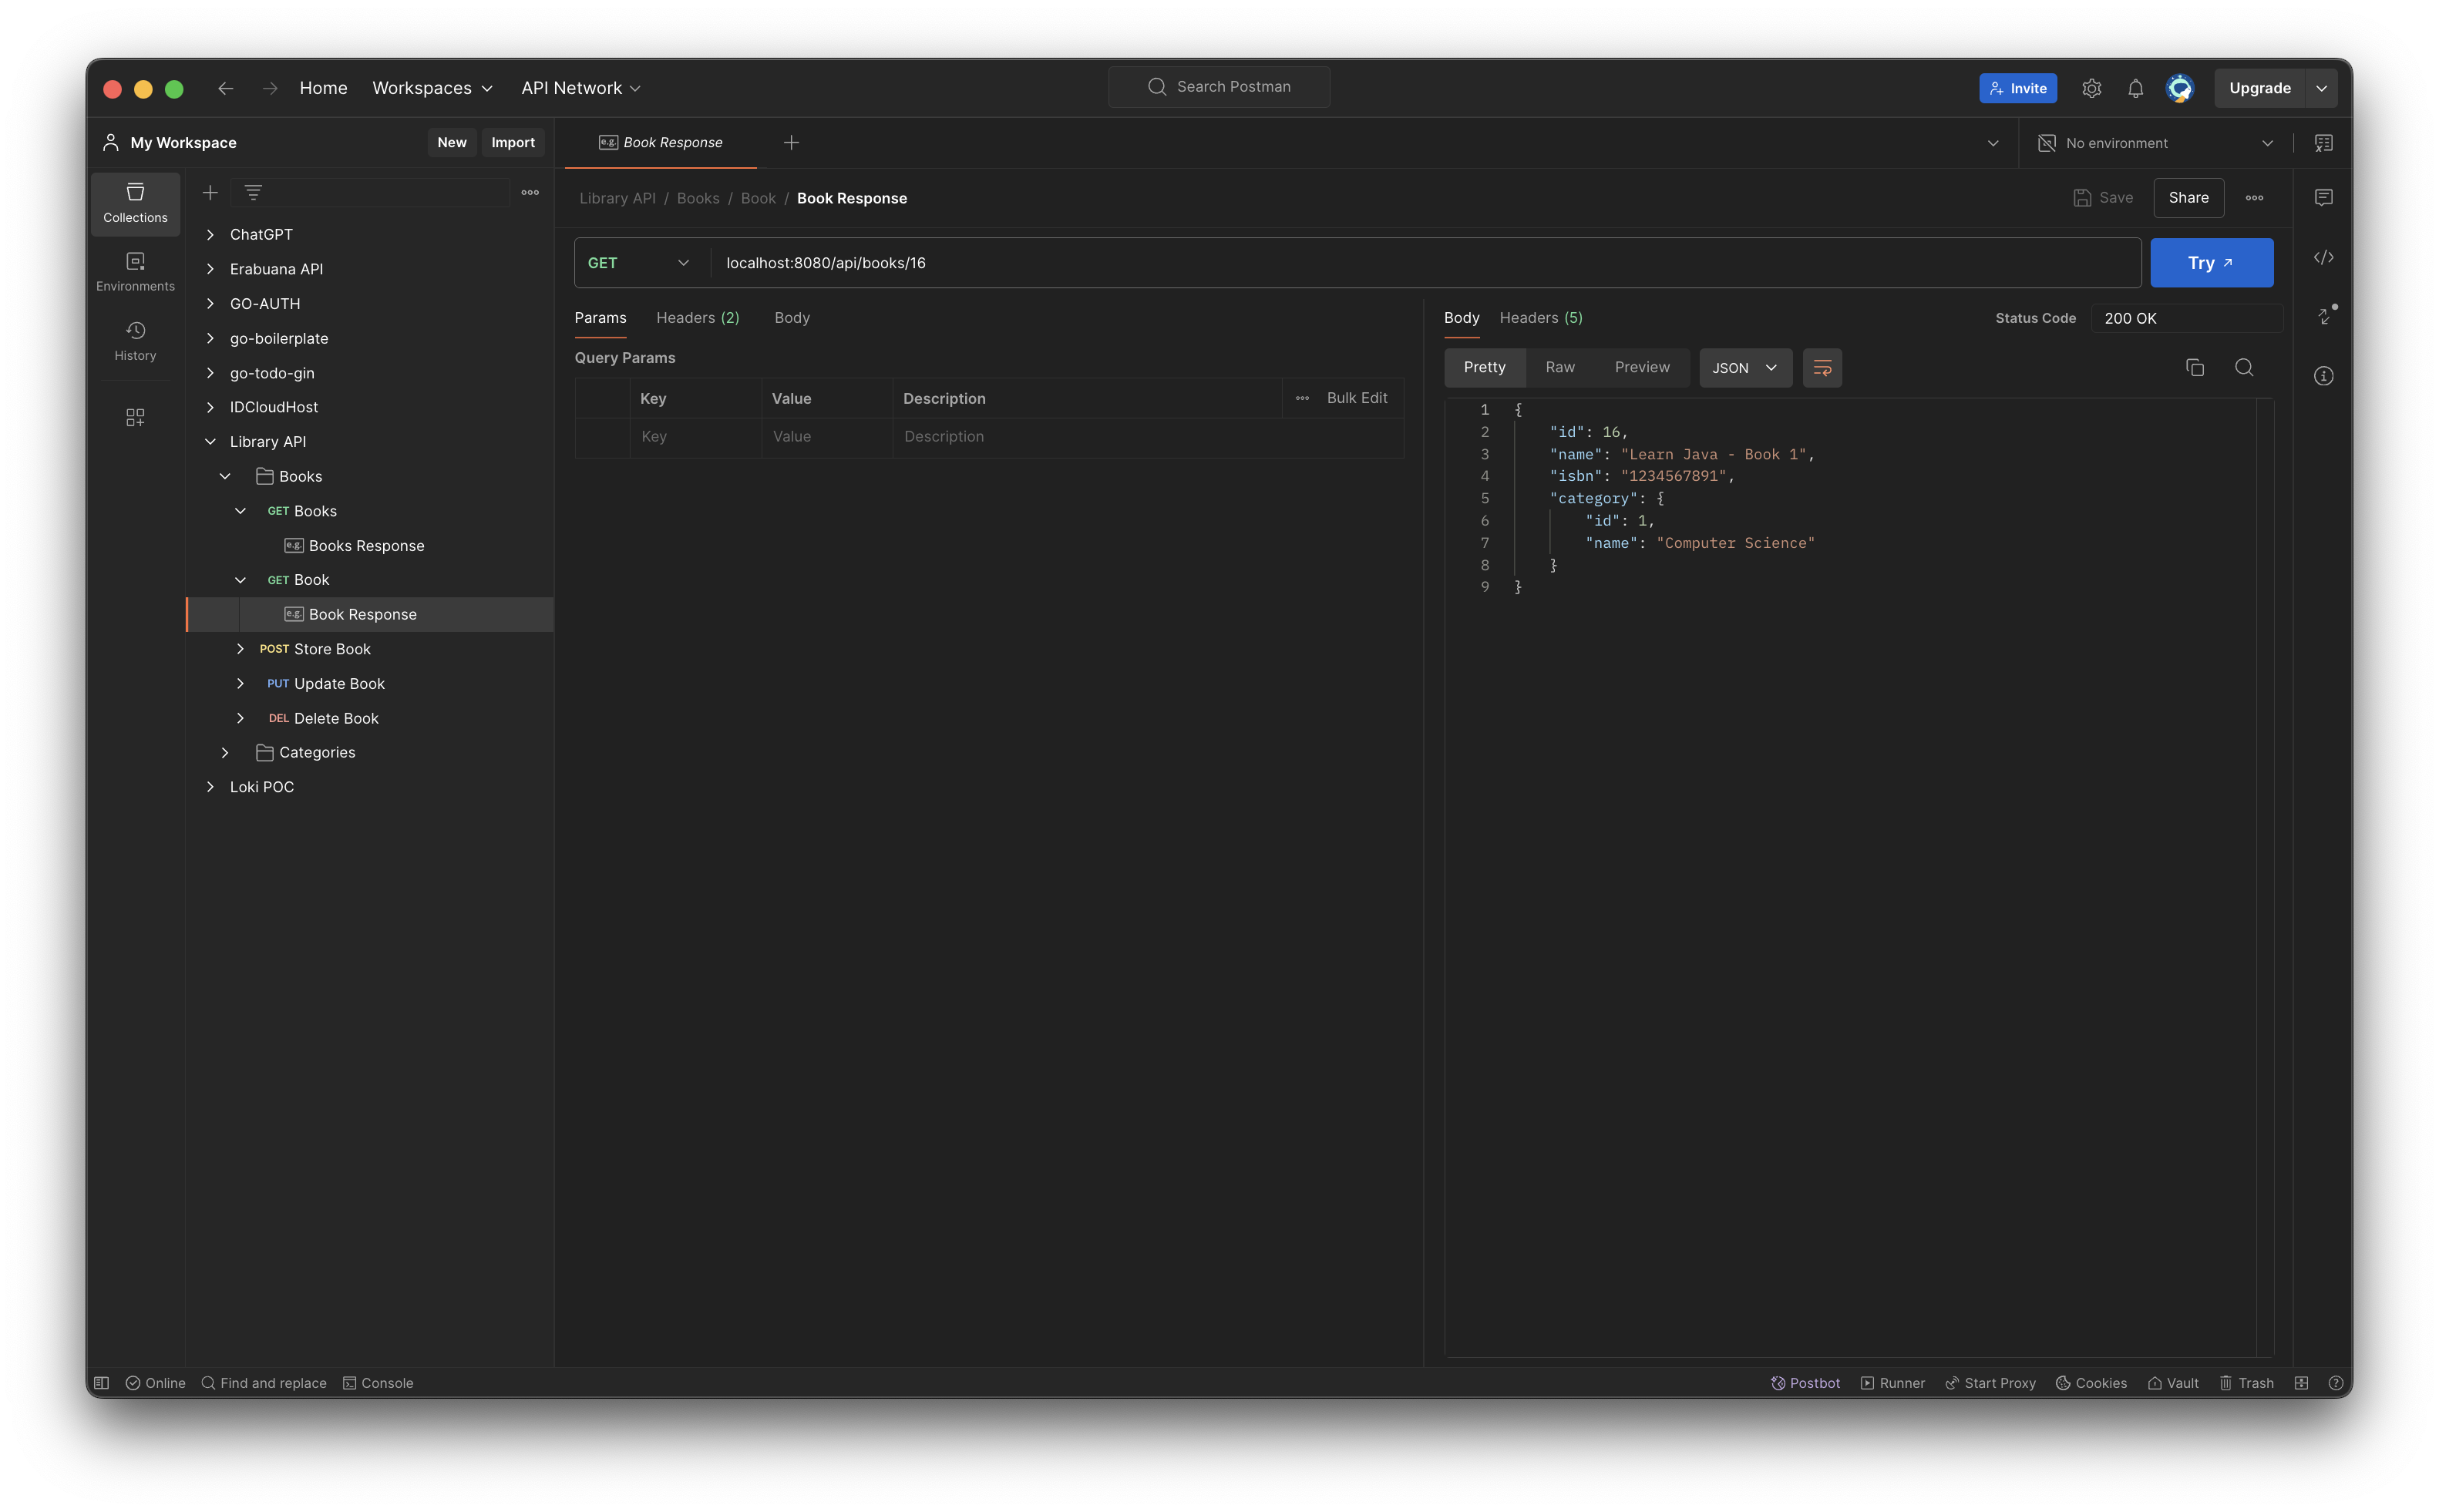 Home Workspaces API Network Search Postman Invite Upgrade
My Workspace New Import
e.g. Book Response
No environment
Collections
Environments
History
ChatGPT
Erabuana API
GO-AUTH
go-boilerplate
go-todo-gin
IDCloudHost
Library API
Books
GET Books
e.g. Books Response
GET Book
e.g. Book Response
POST Store Book
PUT Update Book
DEL Delete Book
Categories
Loki POC
Library API / Books / Book / Book Response
Save Share
GET localhost:8080/api/books/16 Try
Params Headers (2) Body
Query Params
Key Value Description Bulk Edit
Key Value Description
Body Headers (5) Status Code 200 OK
Pretty Raw Preview JSON
1 {
2 "id": 16,
3 "name": "Learn Java - Book 1",
4 "isbn": "1234567891",
5 "category": {
6 "id": 1,
7 "name": "Computer Science"
8 }
9 }
Online Find and replace Console Postbot Runner Start Proxy Cookies Vault Trash